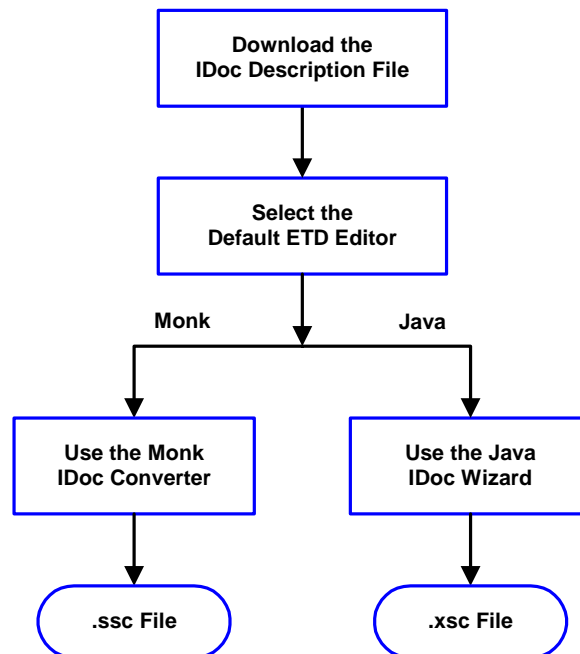 Download the
IDoc Description File
Select the
Default ETD Editor
Monk
Java
Use the Monk
IDoc Converter
Use the Java
IDoc Wizard
.ssc File
.xsc File